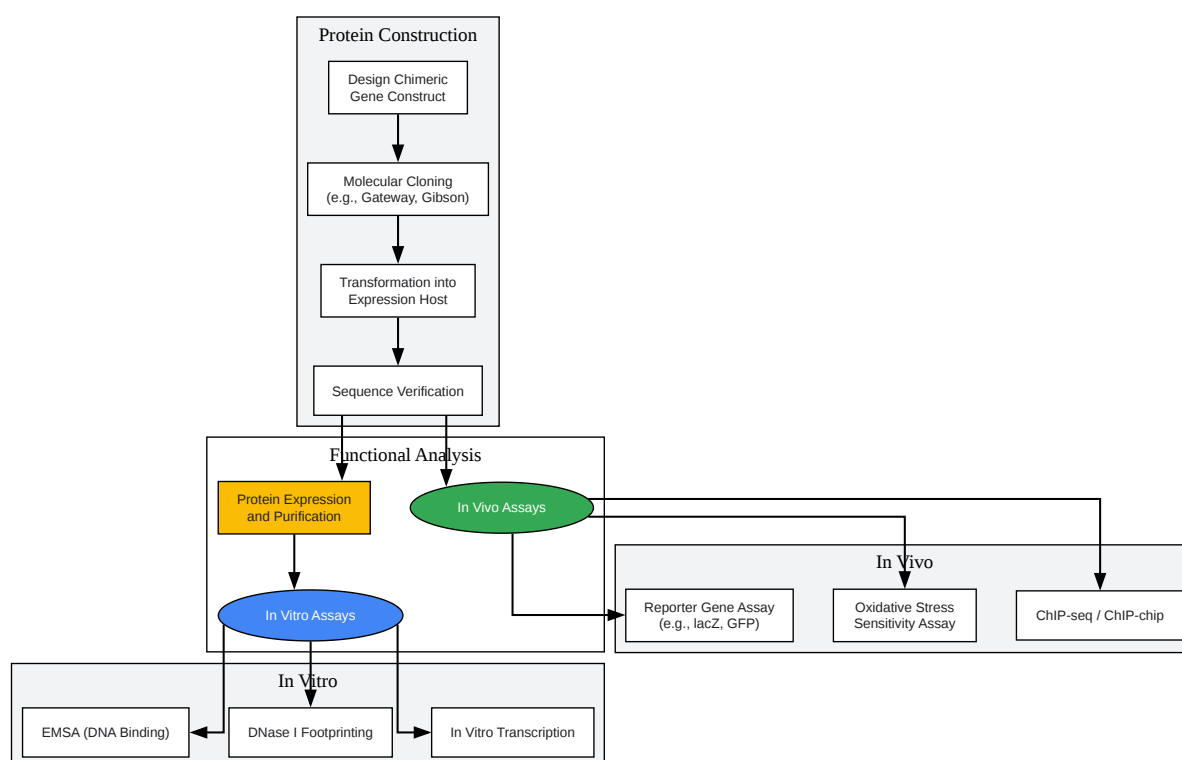 Protein Construction
Design Chimeric
Gene Construct
Molecular Cloning
(e.g., Gateway, Gibson)
Transformation into
Expression Host
Sequence Verification
Functional Analysis
Protein Expression
and Purification
In Vivo Assays
In Vitro Assays
In Vivo
Reporter Gene Assay
(e.g., lacZ, GFP)
Oxidative Stress
Sensitivity Assay
ChIP-seq / ChIP-chip
In Vitro
EMSA (DNA Binding)
DNase I Footprinting
In Vitro Transcription